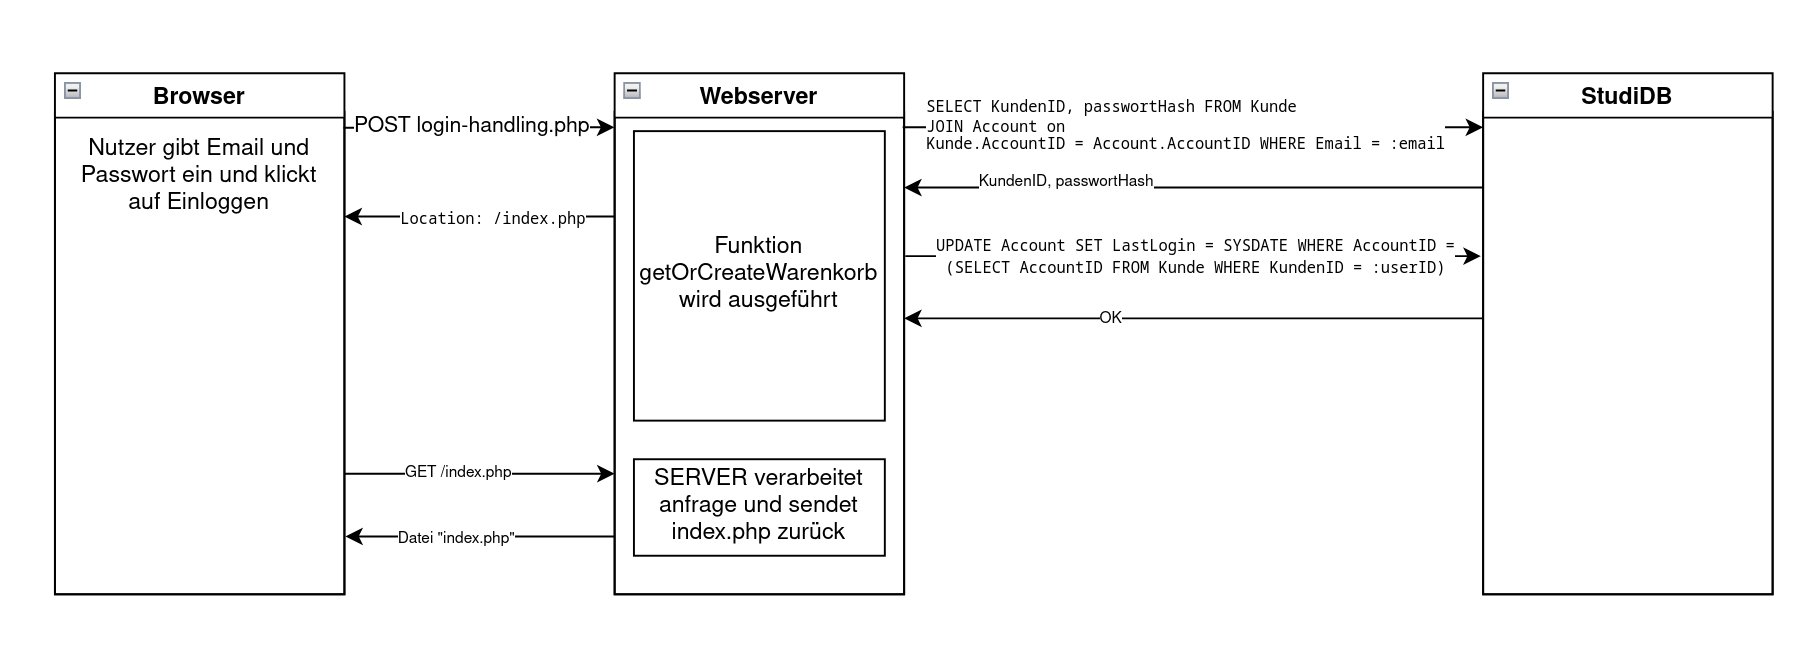 Browser
Nutzer gibt Email und
Passwort ein und klickt
auf Einloggen
POST login-handling.php
Location: /index.php
GET /index.php
Datei "index.php"
Webserver
Funktion
getOrCreateWarenkorb
wird ausgeführt
SERVER verarbeitet
anfrage und sendet
index.php zurück
SELECT KundenID, passwortHash FROM Kunde
JOIN Account on
Kunde.AccountID = Account.AccountID WHERE Email = :email
KundenID, passwortHash
UPDATE Account SET LastLogin = SYSDATE WHERE AccountID =
(SELECT AccountID FROM Kunde WHERE KundenID = :userID)
OK
StudiDB